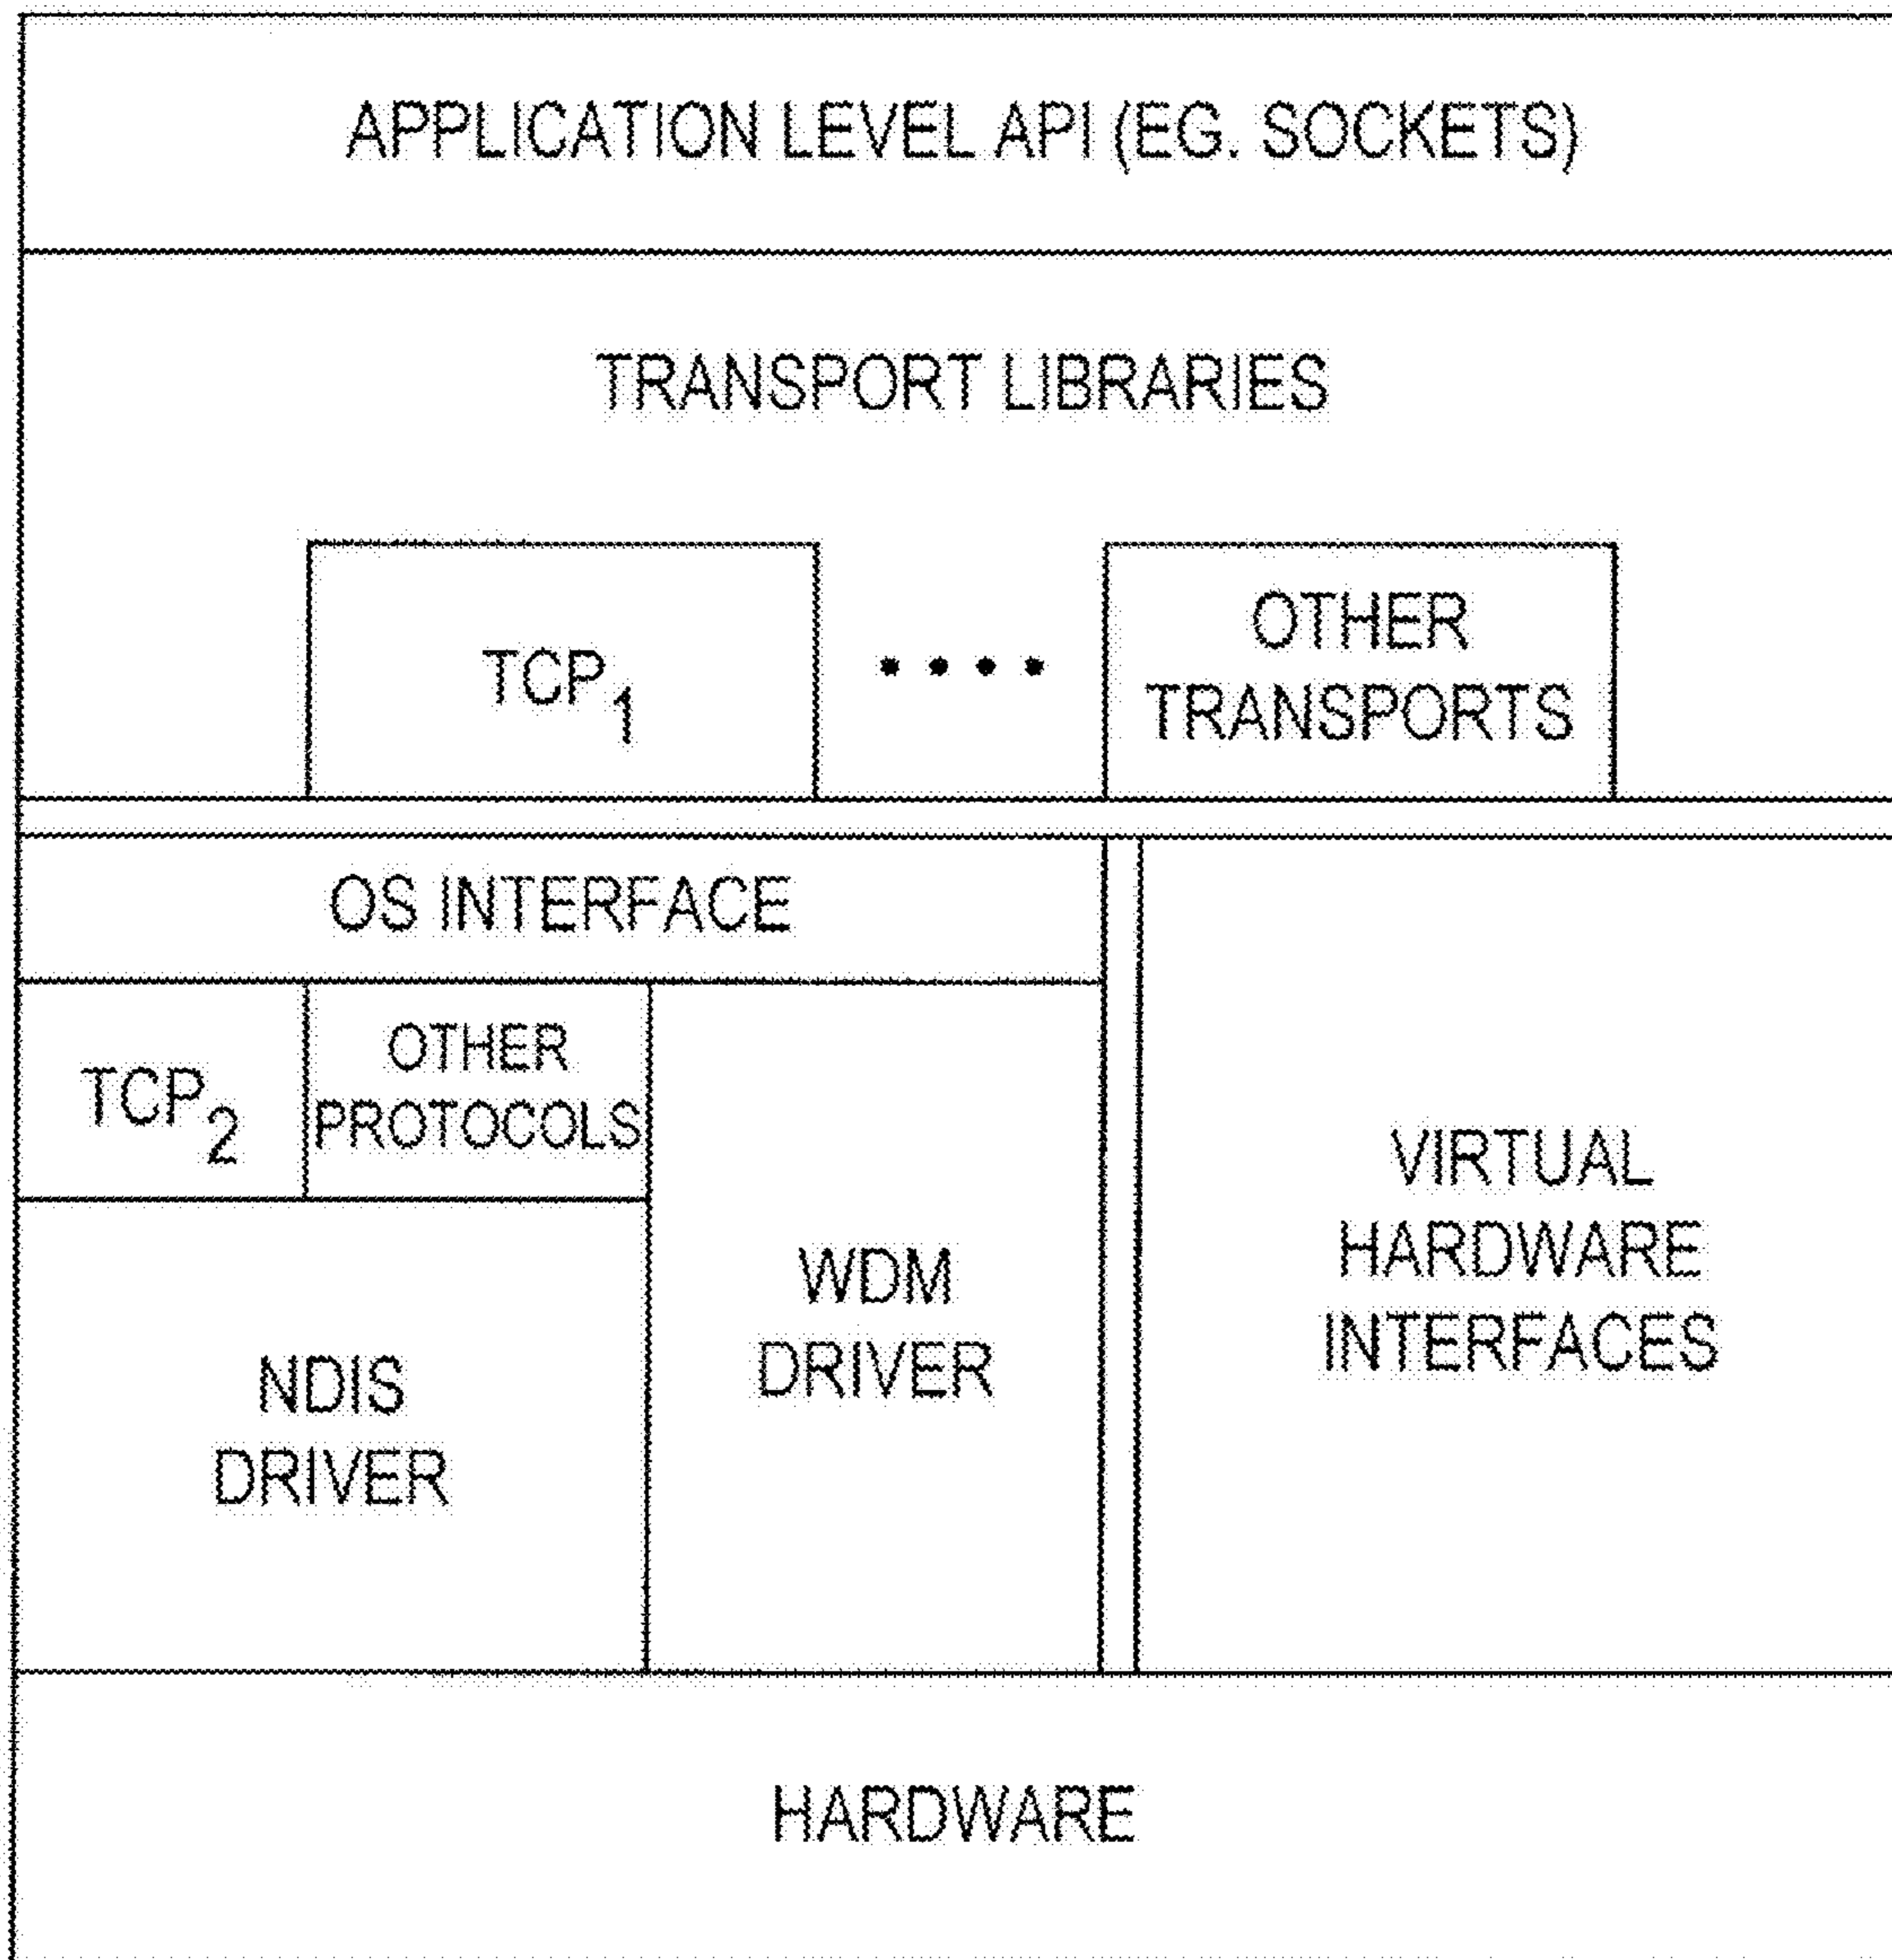 APPLICATION LEVEL API (EG. SOCKETS)
TRANSPORT LIBRARIES
TCP1
OTHER
TRANSPORTS
OS INTERFACE
TCP2
OTHER
PROTOCOLS
NDIS
DRIVER
WDM
DRIVER
VIRTUAL
HARDWARE
INTERFACES
HARDWARE